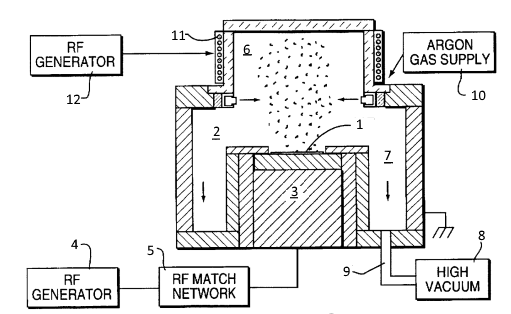 11
6
RF
GENERATOR
12
ARGON
GAS SUPPLY
10
1
2
7
3
4
RF
GENERATOR
5
RF MATCH
NETWORK
9
8
HIGH
VACUUM